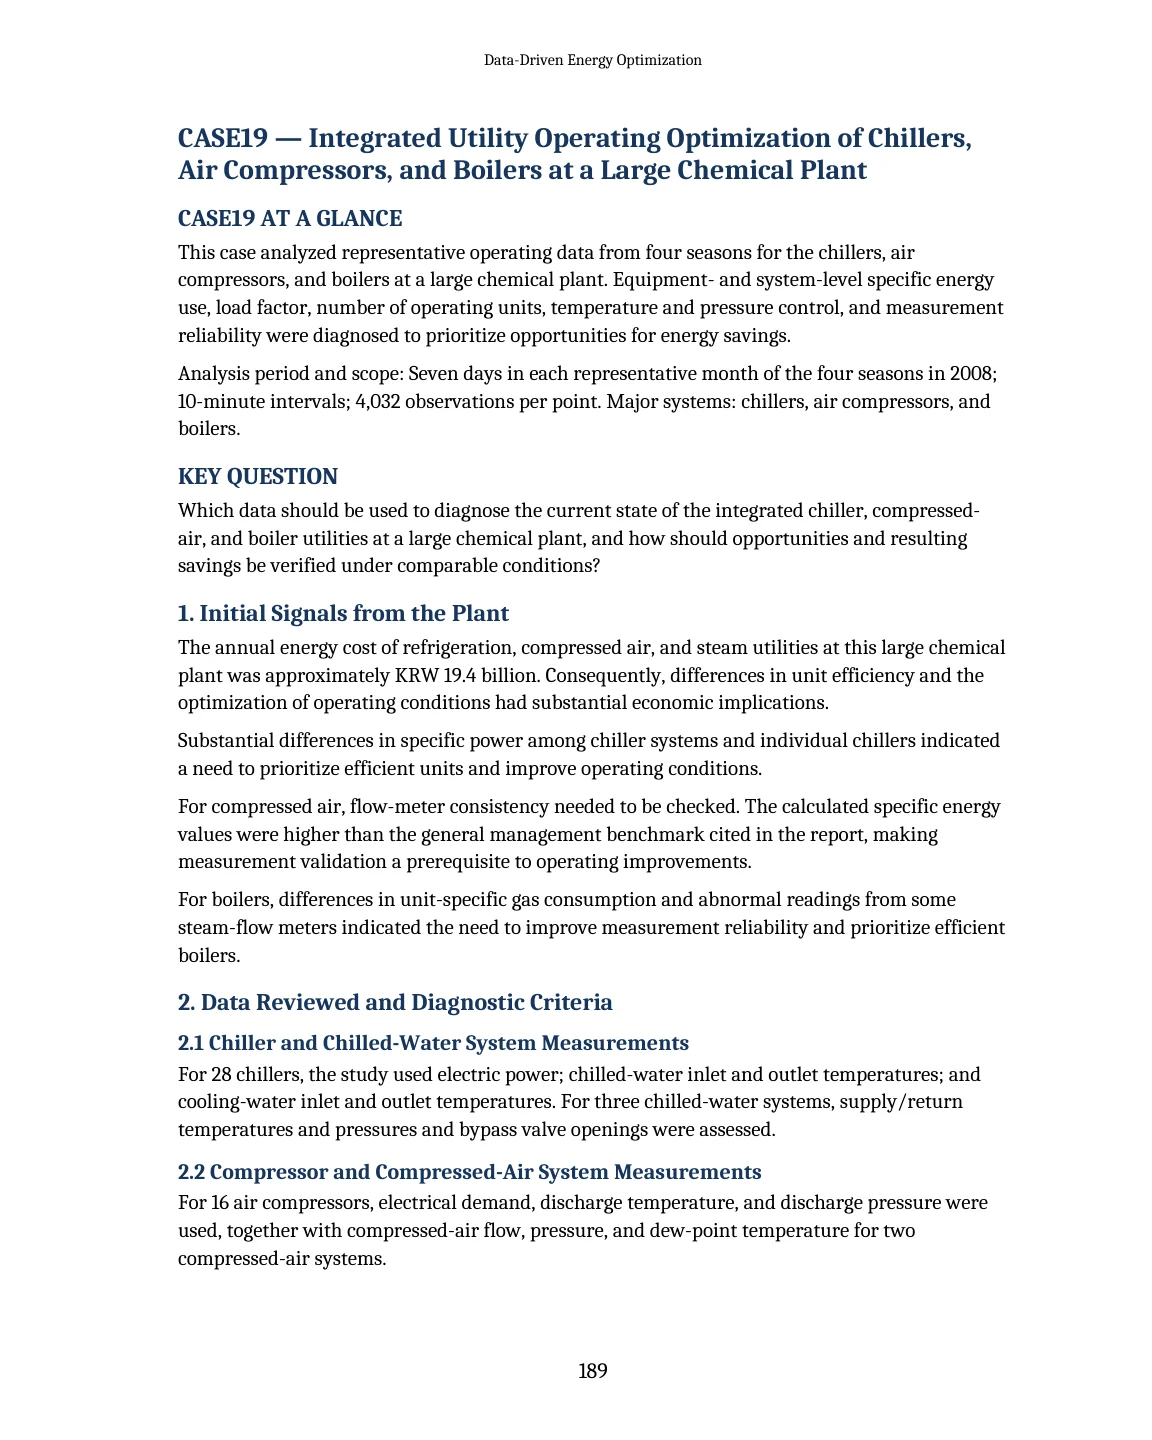 Data-Driven Energy Optimization
CASE19 — Integrated Utility Operating Optimization of Chillers,
Air Compressors, and Boilers at a Large Chemical Plant
CASE19 AT A GLANCE
This case analyzed representative operating data from four seasons for the chillers, air
compressors, and boilers at a large chemical plant. Equipment- and system-level specific energy
use, load factor, number of operating units, temperature and pressure control, and measurement
reliability were diagnosed to prioritize opportunities for energy savings.
Analysis period and scope: Seven days in each representative month of the four seasons in 2008;
10-minute intervals; 4,032 observations per point. Major systems: chillers, air compressors, and
boilers.
KEY QUESTION
Which data should be used to diagnose the current state of the integrated chiller, compressed-
air, and boiler utilities at a large chemical plant, and how should opportunities and resulting
savings be verified under comparable conditions?
1. Initial Signals from the Plant
The annual energy cost of refrigeration, compressed air, and steam utilities at this large chemical
plant was approximately KRW 19.4 billion. Consequently, differences in unit efficiency and the
optimization of operating conditions had substantial economic implications.
Substantial differences in specific power among chiller systems and individual chillers indicated
a need to prioritize efficient units and improve operating conditions.
For compressed air, flow-meter consistency needed to be checked. The calculated specific energy
values were higher than the general management benchmark cited in the report, making
measurement validation a prerequisite to operating improvements.
For boilers, differences in unit-specific gas consumption and abnormal readings from some
steam-flow meters indicated the need to improve measurement reliability and prioritize efficient
boilers.
2. Data Reviewed and Diagnostic Criteria
2.1 Chiller and Chilled-Water System Measurements
For 28 chillers, the study used electric power; chilled-water inlet and outlet temperatures; and
cooling-water inlet and outlet temperatures. For three chilled-water systems, supply/return
temperatures and pressures and bypass valve openings were assessed.
2.2 Compressor and Compressed-Air System Measurements
For 16 air compressors, electrical demand, discharge temperature, and discharge pressure were
used, together with compressed-air flow, pressure, and dew-point temperature for two
compressed-air systems.
189